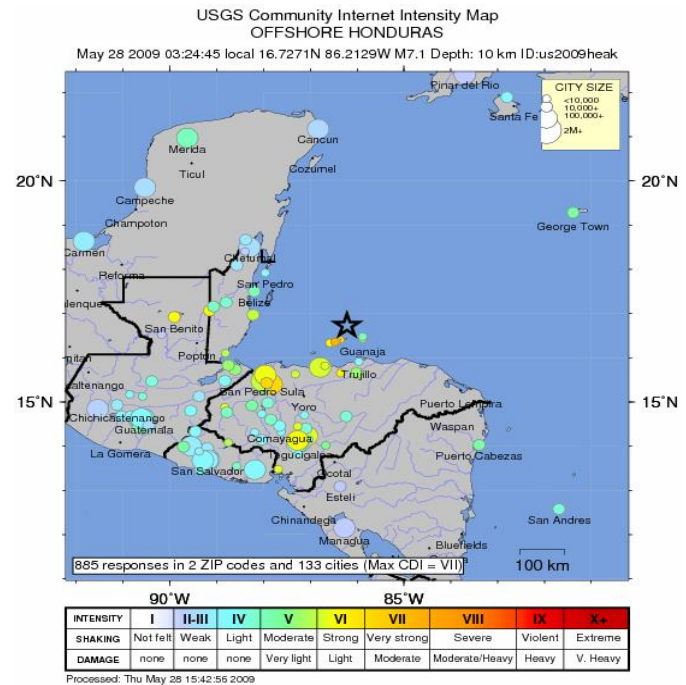 USGS Community Internet Intensity Map
OFFSHORE HONDURAS
May 28 2009 03:24:45 local 16.7271N 86.2129W M7.1 Depth: 10 km ID:us2009heak
Pinar del Rio
CITY SIZE
<10,000
10,000+
100,000+
2M+
Santa Fe
Cancun
Merida
Ticul
Cozumel
20°N
20°N
Campeche
Champoton
George Town
Carmen
Chetumal
Reforma
San Pedro
lenque
Belize
San Benito
Guanaja
mitan
Poptun
Trujillo
altenango
San Pedro Sula
15°N
15°N
Chichicastenango
Yoro
Puerto Lempira
Guatemala
Comayagua
Waspan
La Gomera
Tegucigalpa
Puerto Cabezas
San Salvador
Ocotal
Esteli
Chinandega
San Andres
Managua
Bluefields
885 responses in 2 ZIP codes and 133 cities (Max CDI = VII)
100 km
90°W
85°W
INTENSITY I II-III IV V VI VII VIII IX X+
SHAKING Not felt Weak Light Moderate Strong Very strong Severe Violent Extreme
DAMAGE none none none Very light Light Moderate Moderate/Heavy Heavy V. Heavy
Processed: Thu May 28 15:42:56 2009